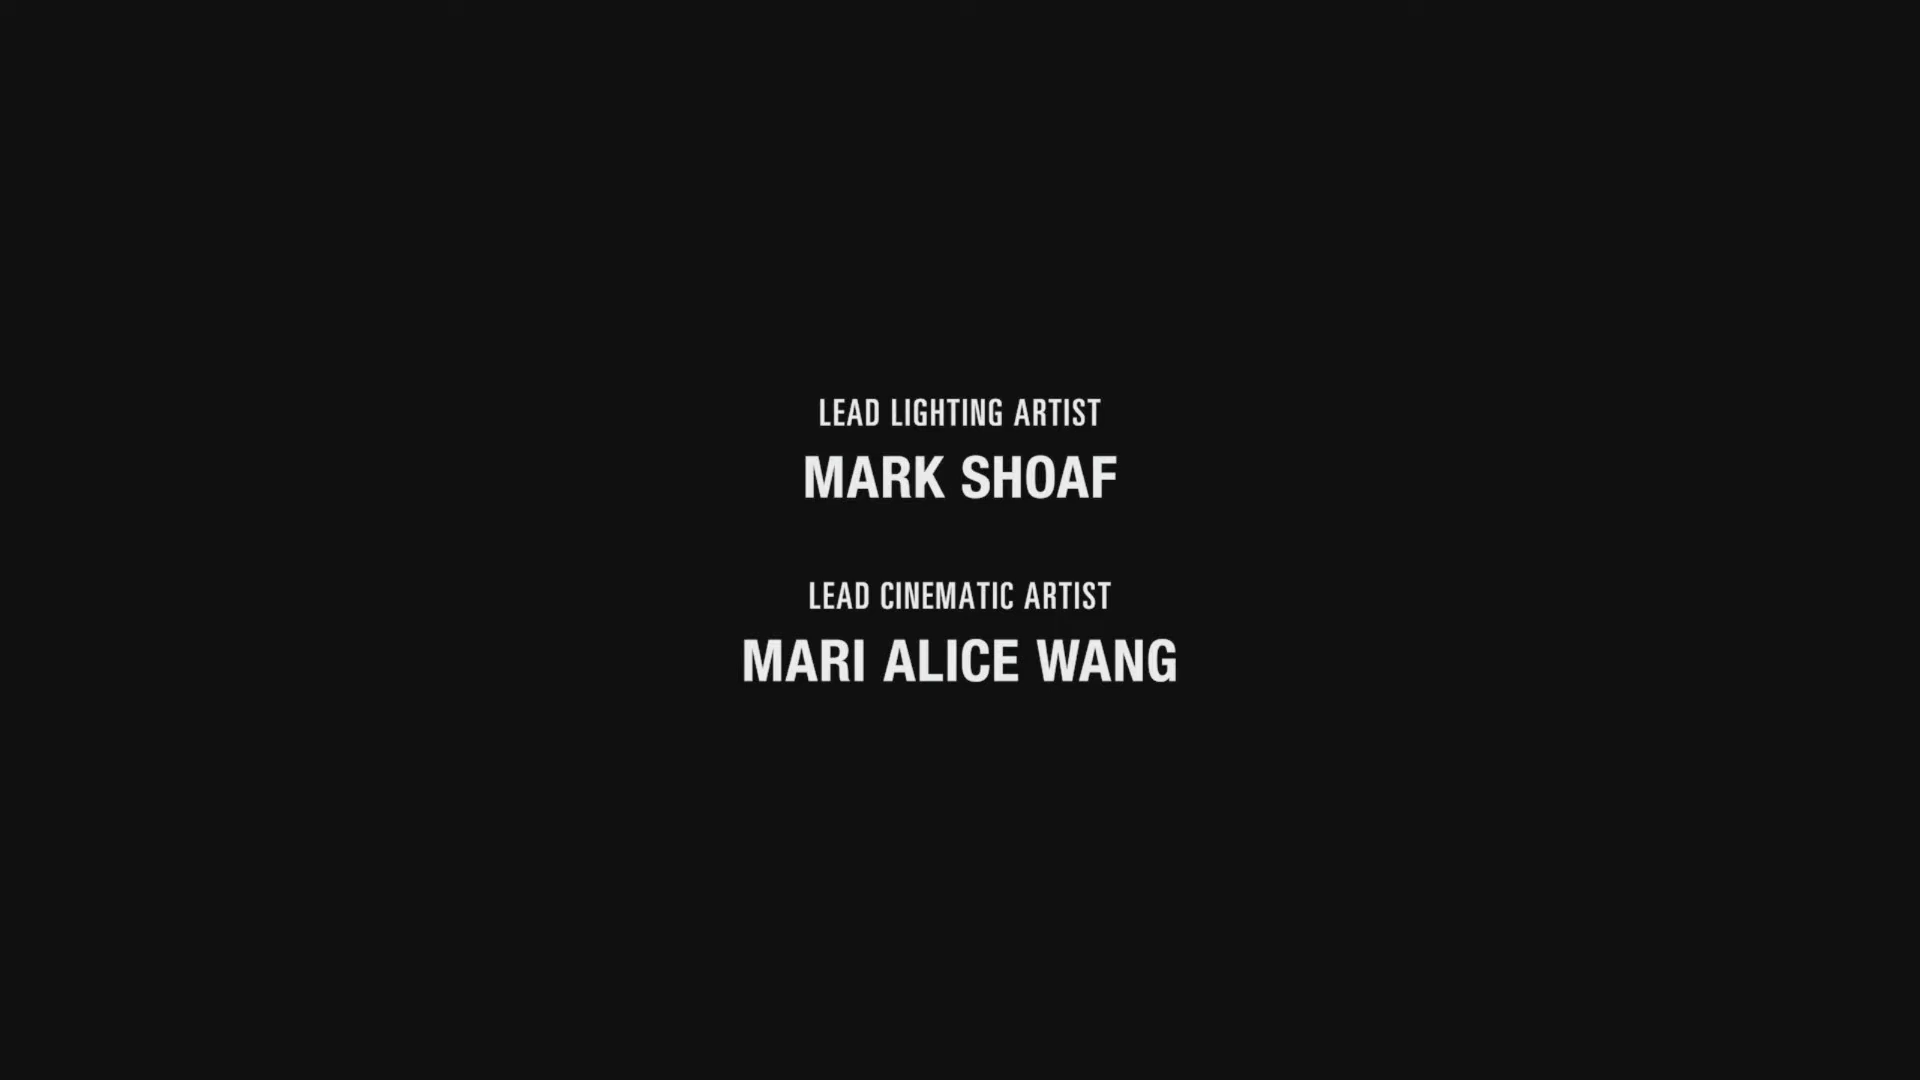 LEAD LIGHTING ARTIST
MARK SHOAF
LEAD CINEMATIC ARTIST
MARI ALICE WANG